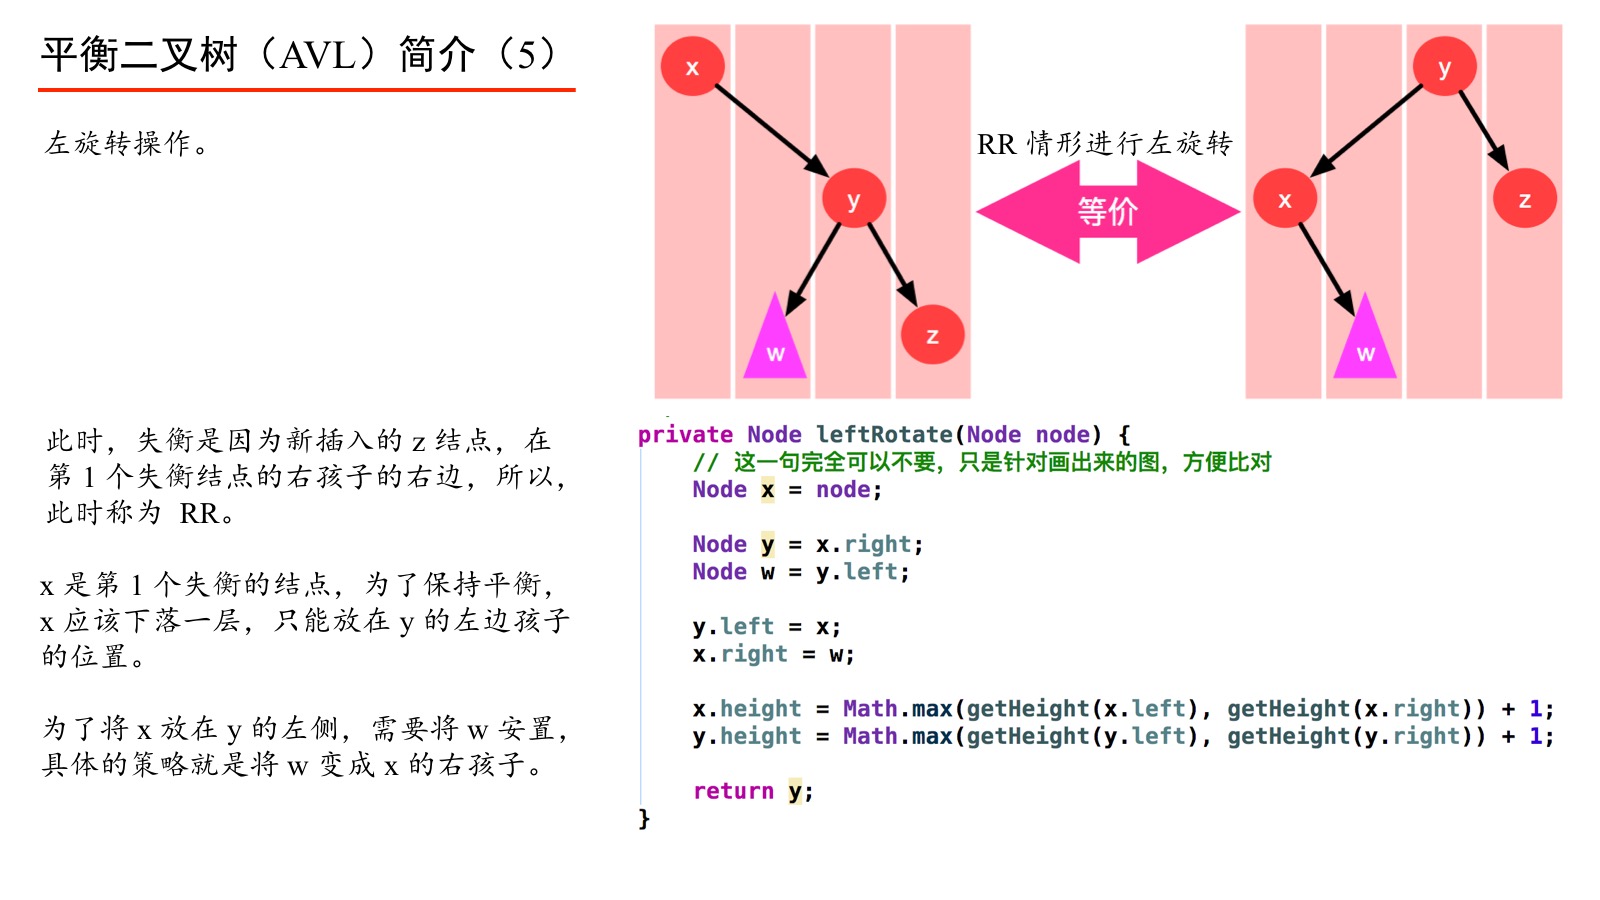 平衡二叉树（AVL）简介（5）
左旋转操作。
x
y
w
z
RR 情形进行左旋转
等价
y
x
z
w
此时，失衡是因为新插入的 z 结点，在
第 1 个失衡结点的右孩子的右边，所以，
此时称为 RR。
x 是第 1 个失衡的结点，为了保持平衡，
x 应该下落一层，只能放在 y 的左边孩子
的位置。
为了将 x 放在 y 的左侧，需要将 w 安置，
具体的策略就是将 w 变成 x 的右孩子。
private Node leftRotate(Node node) {
// 这一句完全可以不要，只是针对画出来的图，方便比对
Node x = node;
Node y = x.right;
Node w = y.left;
y.left = x;
x.right = w;
x.height = Math.max(getHeight(x.left), getHeight(x.right)) + 1;
y.height = Math.max(getHeight(y.left), getHeight(y.right)) + 1;
return y;
}